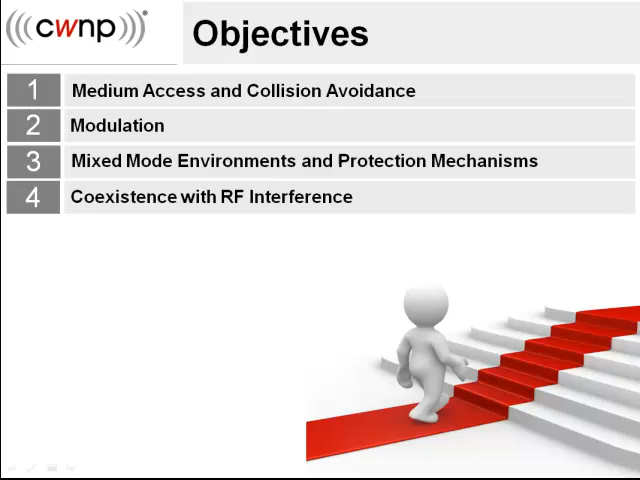 cwnp®
Objectives
1 Medium Access and Collision Avoidance
2 Modulation
3 Mixed Mode Environments and Protection Mechanisms
4 Coexistence with RF Interference